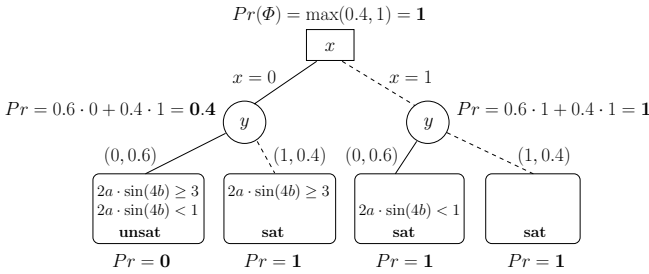 Pr(Φ) = max(0.4, 1) = 1
x
x = 0
x = 1
Pr = 0.6 · 0 + 0.4 · 1 = 0.4
y
y
Pr = 0.6 · 1 + 0.4 · 1 = 1
(0, 0.6)
(1, 0.4)
(0, 0.6)
(1, 0.4)
2a · sin(4b) ≥ 3
2a · sin(4b) < 1
unsat
2a · sin(4b) ≥ 3
sat
2a · sin(4b) < 1
sat
sat
Pr = 0
Pr = 1
Pr = 1
Pr = 1